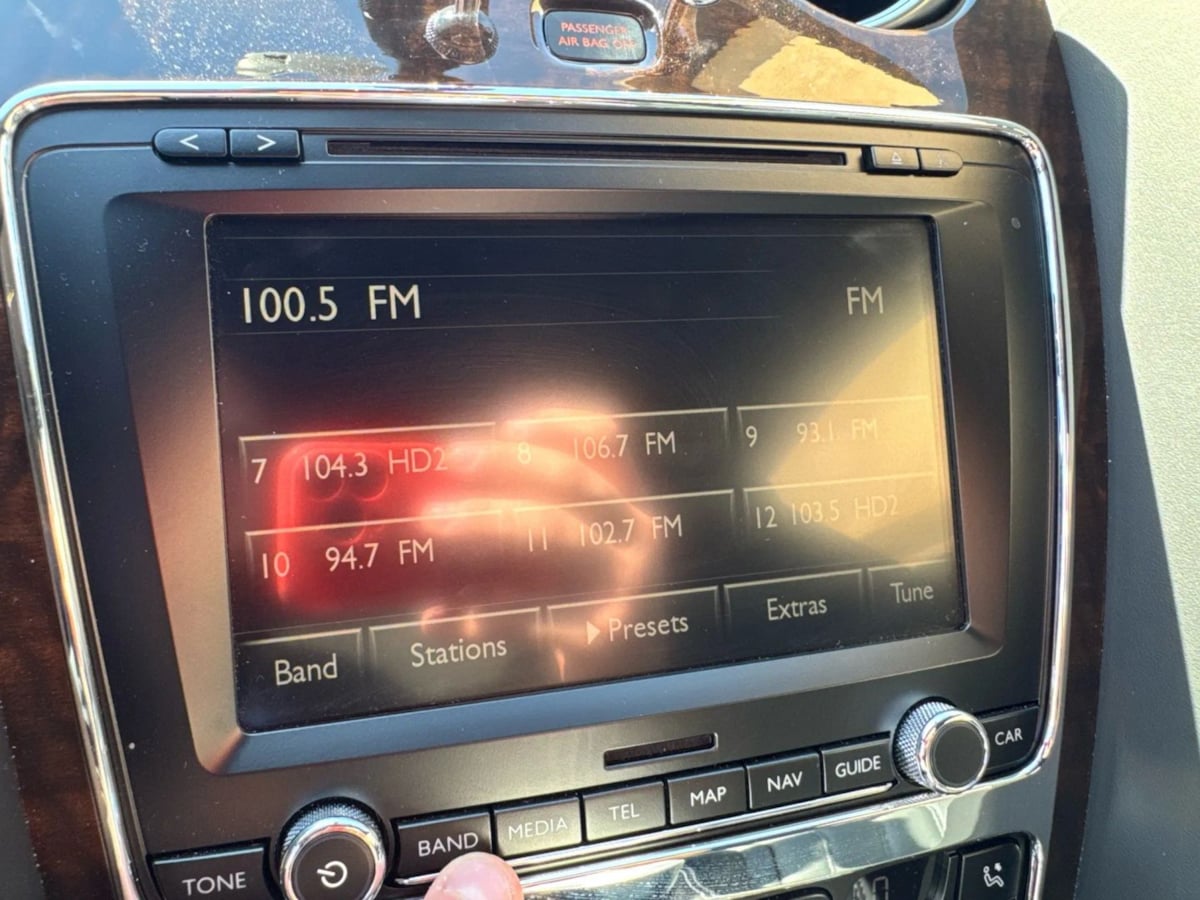 PASSENGER
AIR BAG OFF
< >
100.5 FM FM
7 104.3 HD2 8 106.7 FM 9 93.1 FM
10 94.7 FM 11 102.7 FM 12 103.5 HD2
Band Stations Presets Extras Tune
TONE BAND MEDIA TEL MAP NAV GUIDE CAR